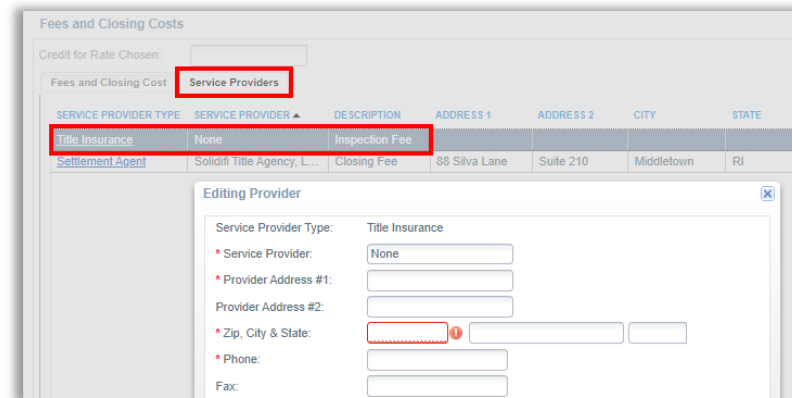 Fees and Closing Costs
Credit for Rate Chosen:
Fees and Closing Cost Service Providers
SERVICE PROVIDER TYPE SERVICE PROVIDER DESCRIPTION ADDRESS 1 ADDRESS 2 CITY STATE
Title Insurance None Inspection Fee
Settlement Agent Solidifi Title Agency, L... Closing Fee 88 Silva Lane Suite 210 Middletown RI
Editing Provider
Service Provider Type: Title Insurance
* Service Provider: None
* Provider Address #1:
Provider Address #2:
* Zip, City & State:
* Phone:
Fax: